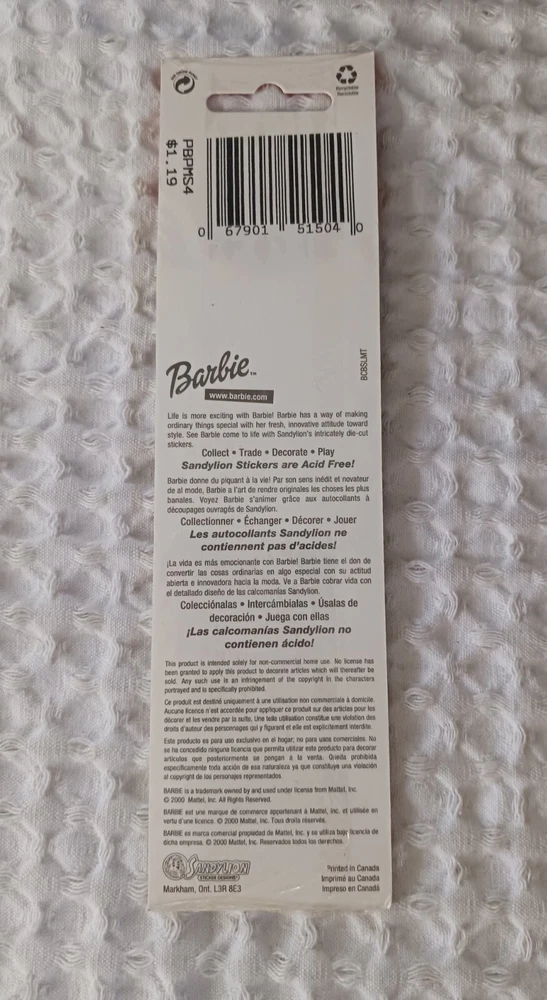 Recyclable
Recyclable
PBPMS4
$1.19
0 67901 51504 0
BCBSLMT
Barbie™
www.barbie.com
Life is more exciting with Barbie! Barbie has a way of making
ordinary things special with her fresh, innovative attitude toward
style. See Barbie come to life with Sandylion's intricately die-cut
stickers.
Collect • Trade • Decorate • Play
Sandylion Stickers are Acid Free!
Barbie donne du piquant à la vie! Par son sens inédit et novateur
de al mode, Barbie a l'art de rendre originales les choses les plus
banales. Voyez Barbie s'animer grâce aux autocollants à
découpages ouvragés de Sandylion.
Collectionner • Échanger • Décorer • Jouer
Les autocollants Sandylion ne
contiennent pas d'acides!
¡La vida es más emocionante con Barbie! Barbie tiene el don de
convertir las cosas ordinarias en algo especial con su actitud
abierta e innovadora hacia la moda. Ve a Barbie cobrar vida con
el detallado diseño de las calcomanías Sandylion.
Colecciónalas • Intercámbialas • Úsalas de
decoración • Juega con ellas
¡Las calcomanías Sandylion no
contienen ácido!
This product is intended solely for non-commercial home use. No license has
been granted to apply this product to decorate articles which will thereafter be
sold. Any such use is an infringement of the copyright in the characters
portrayed and is specifically prohibited.
Ce produit est destiné uniquement à une utilisation non commerciale à domicile.
Aucune licence n'est accordée pour appliquer ce produit sur des articles pour les
décorer et les vendre par la suite. Une telle utilisation constitue une violation des
droits d'auteur des personnages qui y figurant et elle est explicitement interdite.
Este producto es para uso exclusivo en el hogar; no para usos comerciales. No
se ha concedido ninguna licencia que permita utilizar este producto para decorar
artículos que posteriormente se pongan a la venta. Queda prohibida
específicamente toda acción de esa naturaleza ya que constituye una violación
al copyright de los personajes representados.
BARBIE is a trademark owned by and used under license from Mattel, Inc.
© 2000 Mattel, Inc. All Rights Reserved.
BARBIE est une marque de commerce appartenant à Mattel, Inc. et utilisée en
vertu d'une licence. © 2000 Mattel, Inc. Tous droits réservés.
BARBIE es marca comercial propiedad de Mattel, Inc. y se utiliza bajo licencia de
dicha empresa. © 2000 Mattel, Inc. Reservados todos los derechos.
SANDYLION
STICKER DESIGNS
Markham, Ont. L3R 8E3
Printed in Canada
Imprimé au Canada
Impreso en Canadá